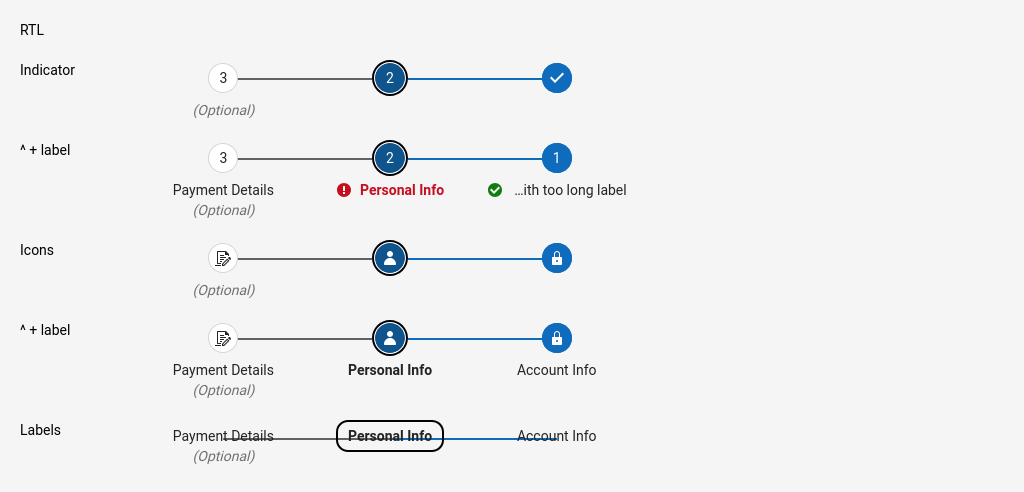 RTL
Indicator
3 2
(Optional)
^ + label
3 2 1
Payment Details Personal Info …ith too long label
(Optional)
Icons
(Optional)
^ + label
Payment Details Personal Info Account Info
(Optional)
Labels
Payment Details Personal Info Account Info
(Optional)